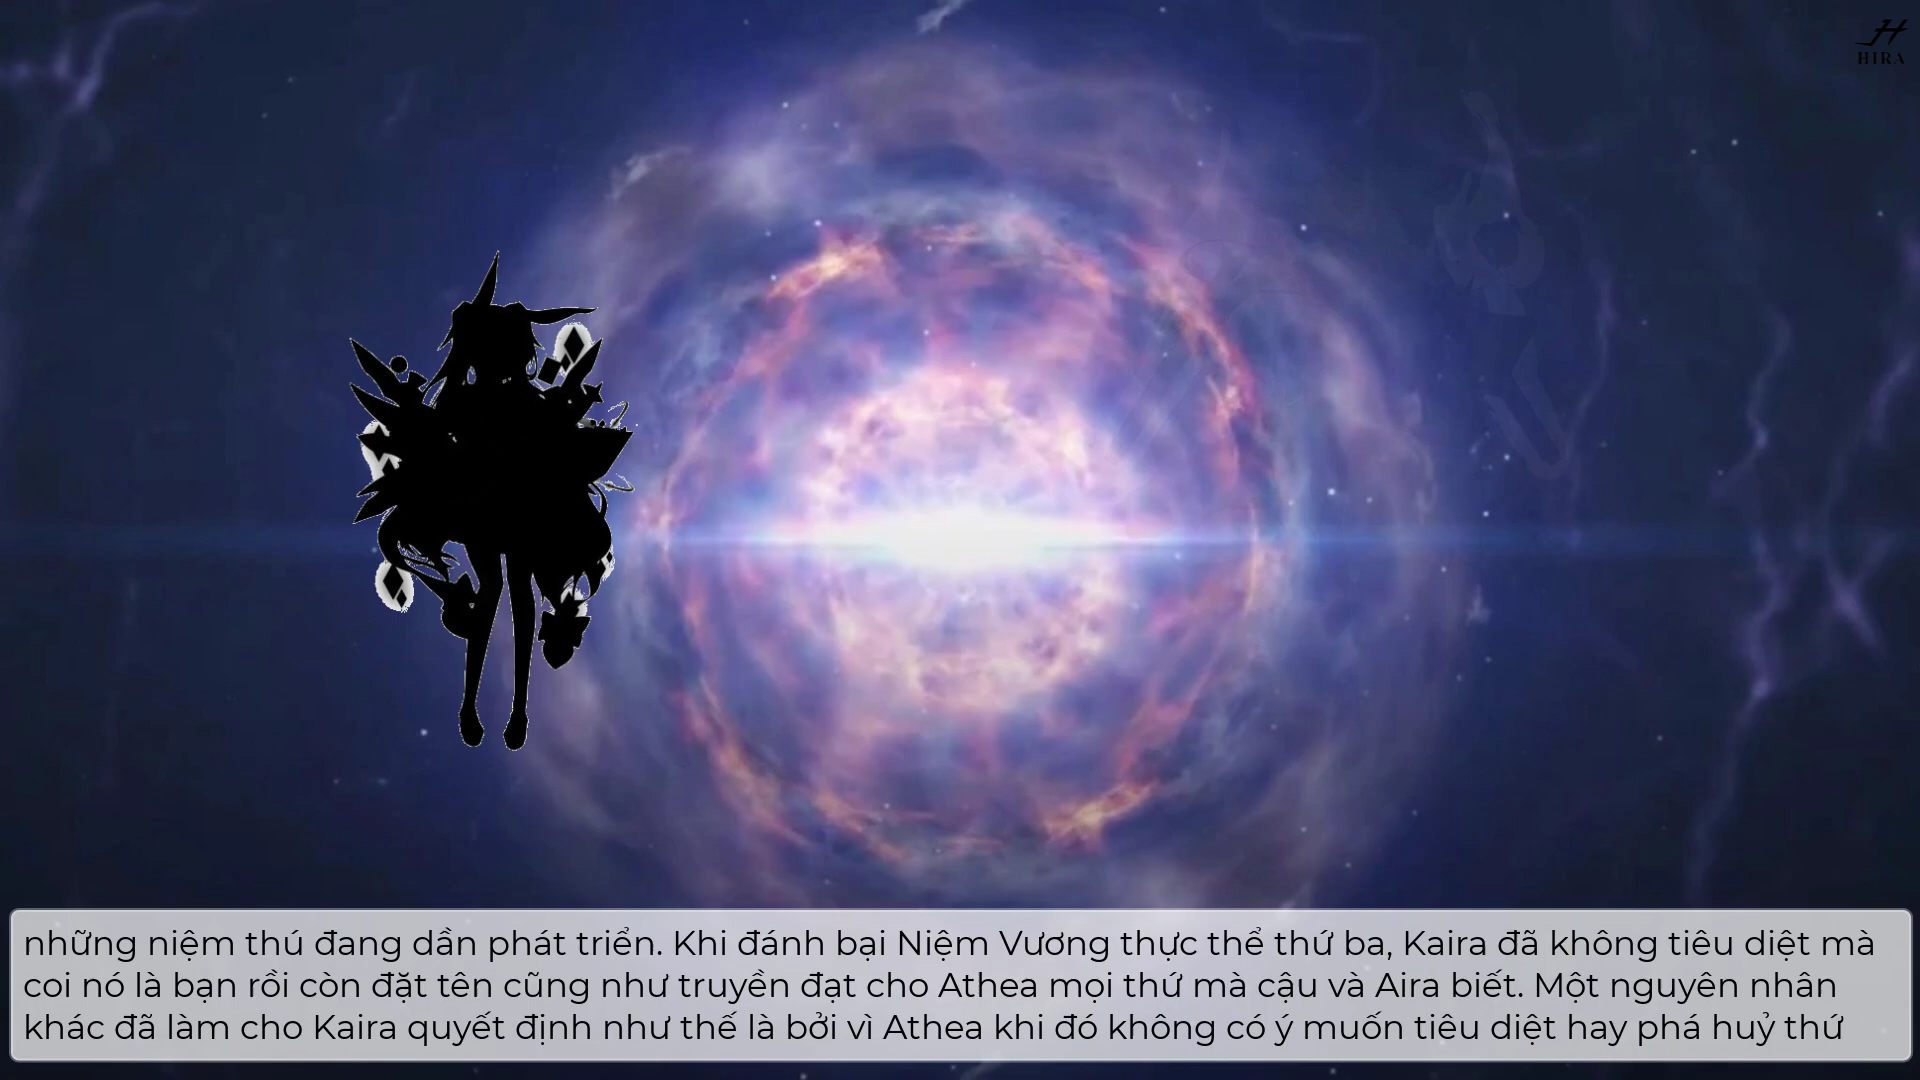 HIRA
những niệm thú đang dần phát triển. Khi đánh bại Niệm Vương thực thể thứ ba, Kaira đã không tiêu diệt mà
coi nó là bạn rồi còn đặt tên cũng như truyền đạt cho Athea mọi thứ mà cậu và Aira biết. Một nguyên nhân
khác đã làm cho Kaira quyết định như thế là bởi vì Athea khi đó không có ý muốn tiêu diệt hay phá huỷ thứ